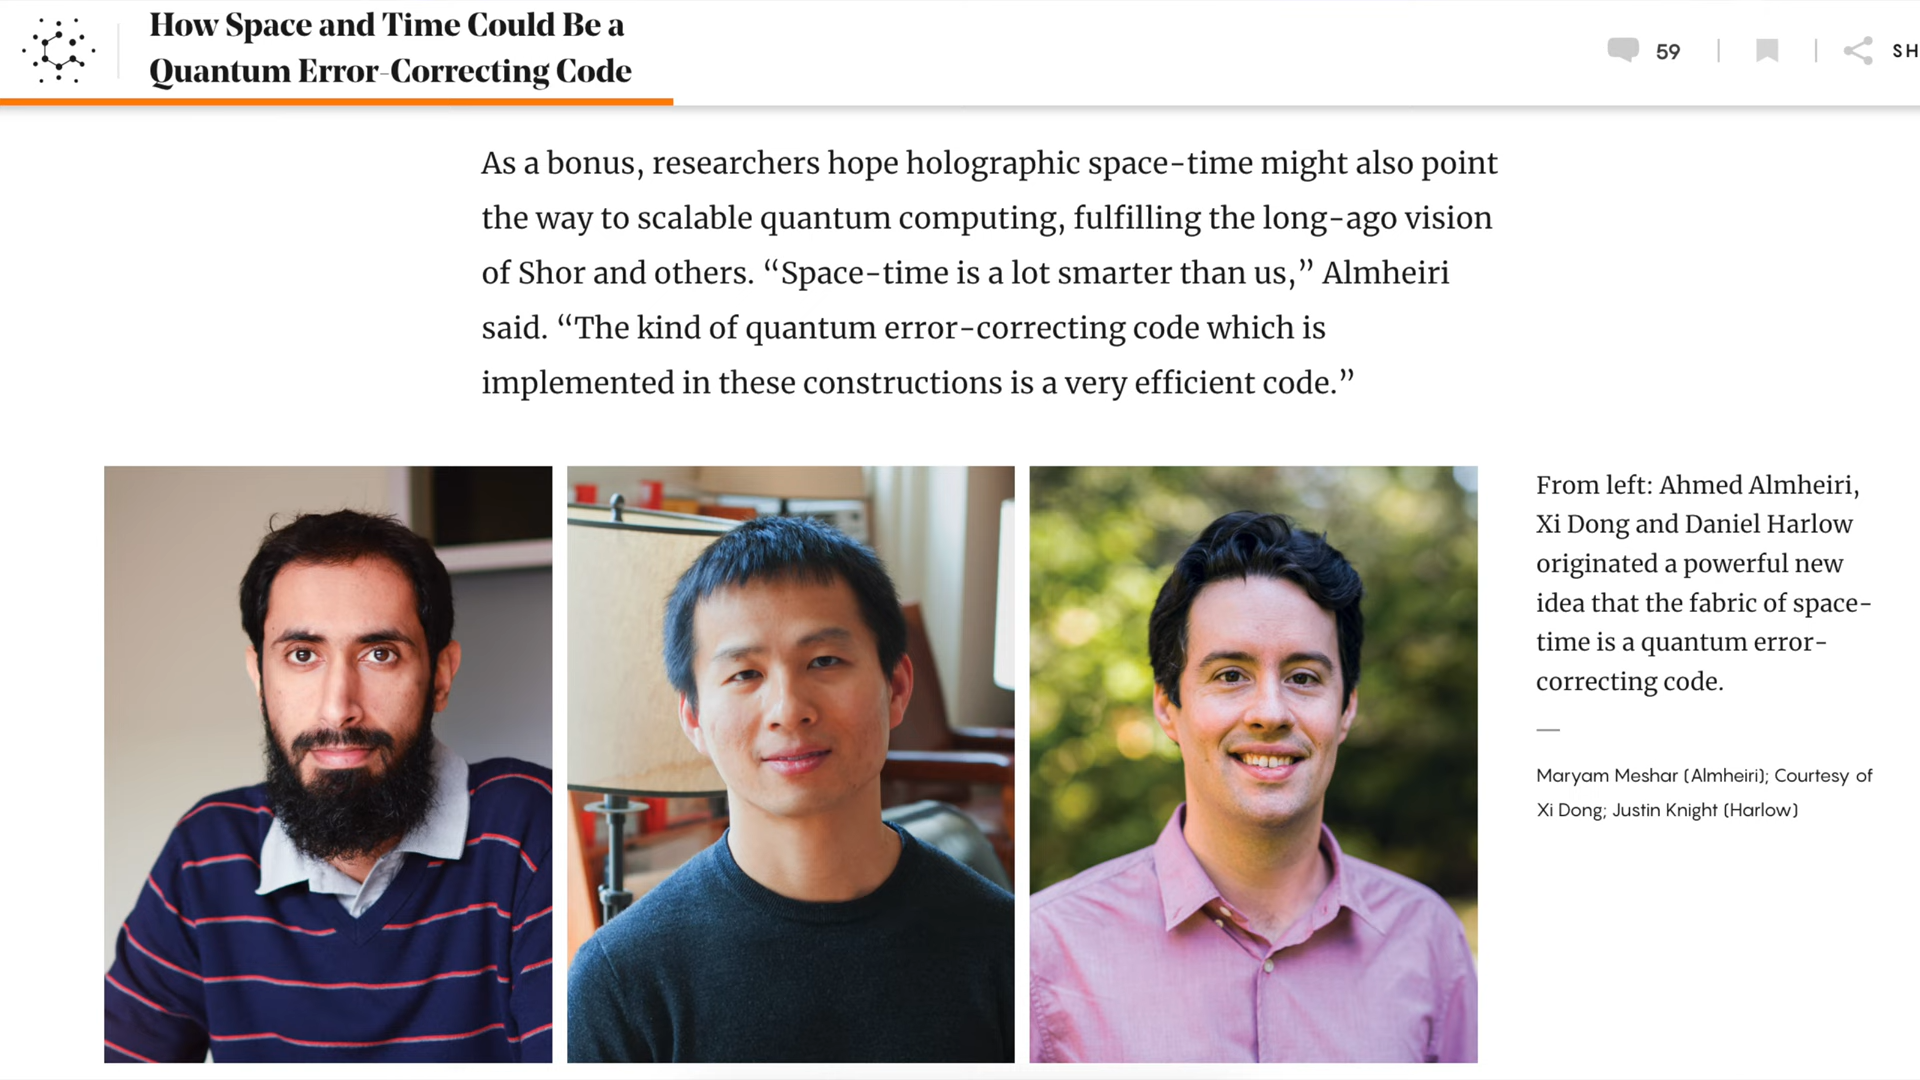 How Space and Time Could Be a
Quantum Error-Correcting Code
59
SH
As a bonus, researchers hope holographic space-time might also point
the way to scalable quantum computing, fulfilling the long-ago vision
of Shor and others. “Space-time is a lot smarter than us,” Almheiri
said. “The kind of quantum error-correcting code which is
implemented in these constructions is a very efficient code.”
From left: Ahmed Almheiri,
Xi Dong and Daniel Harlow
originated a powerful new
idea that the fabric of space-
time is a quantum error-
correcting code.
Maryam Meshar (Almheiri); Courtesy of
Xi Dong; Justin Knight (Harlow)